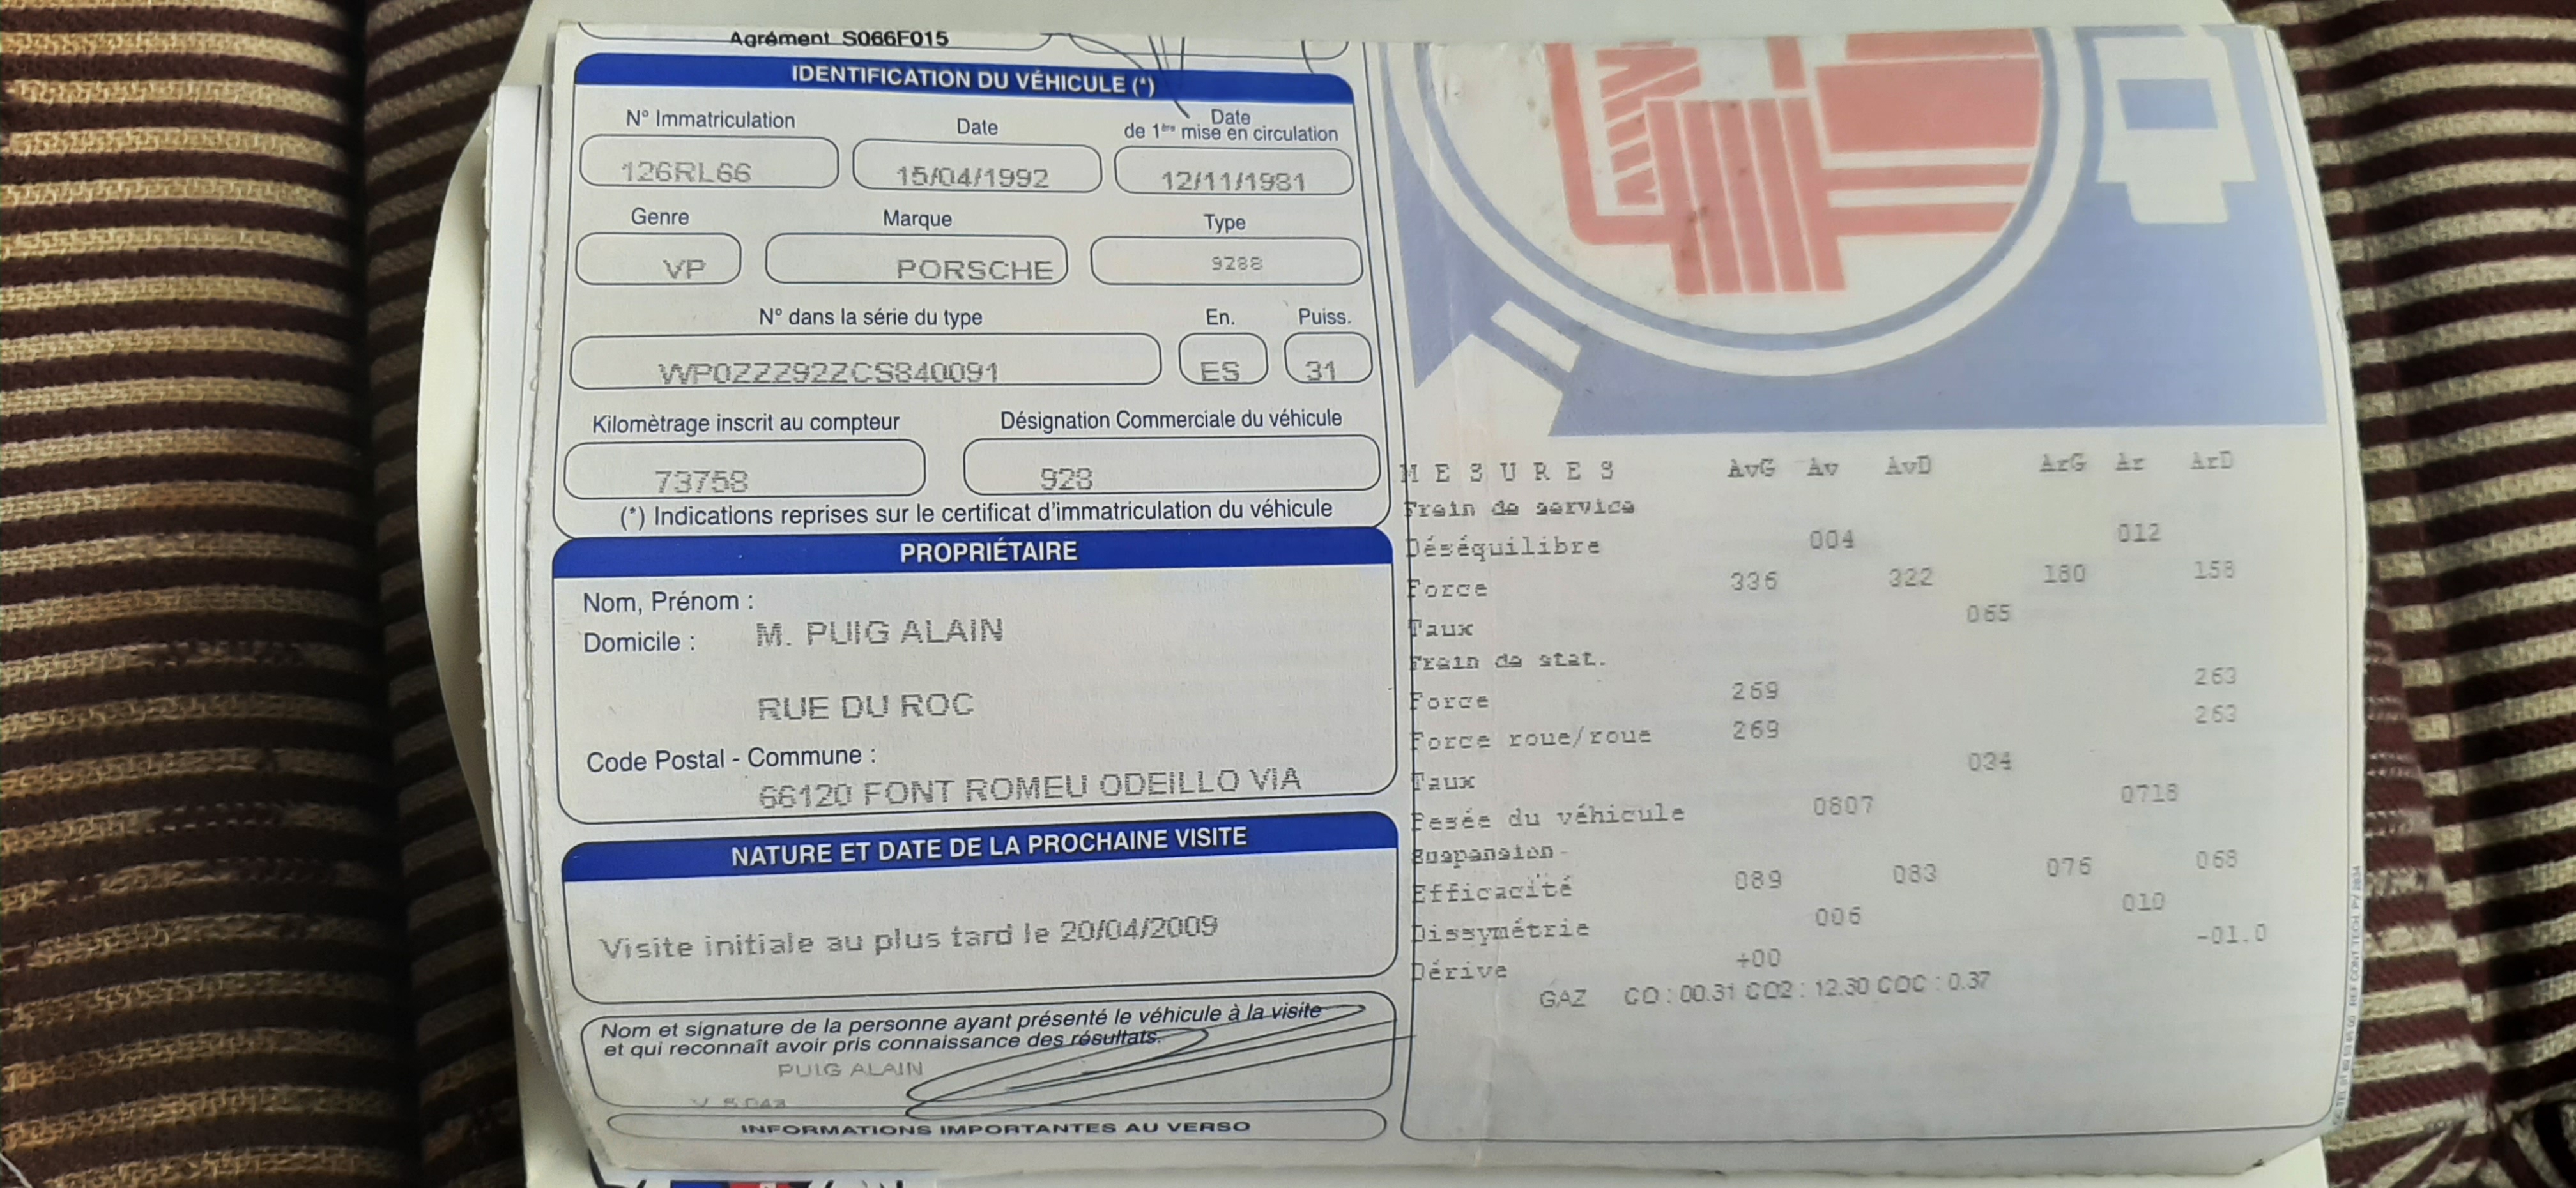 Agrément S066F015
IDENTIFICATION DU VÉHICULE (*)
N° Immatriculation
Date
Date
de 1ère mise en circulation
126RL66
15/04/1992
12/11/1981
Genre
Marque
Type
VP
PORSCHE
9288
N° dans la série du type
En.
Puiss.
WP0ZZZ92ZCS840091
ES
31
Kilomètrage inscrit au compteur
Désignation Commerciale du véhicule
73758
928
(*) Indications reprises sur le certificat d'immatriculation du véhicule
PROPRIÉTAIRE
Nom, Prénom :
Domicile :
M. PUIG ALAIN
RUE DU ROC
Code Postal - Commune :
66120 FONT ROMEU ODEILLO VIA
NATURE ET DATE DE LA PROCHAINE VISITE
Visite initiale au plus tard le 20/04/2009
Nom et signature de la personne ayant présenté le véhicule à la visite
et qui reconnaît avoir pris connaissance des résultats.
PUIG ALAIN
INFORMATIONS IMPORTANTES AU VERSO
M E S U R E S AvG Av AvD ArG Ar ArD
Frein de service
Déséquilibre 004 012
Force 336 322 180 158
Taux 065
Frein de stat.
Force 269 263
Force roue/roue 269 263
Taux 034
Pesée du véhicule 0807 0718
Suspension-
Efficacité 089 083 076 068
Dissymétrie 006 010
Dérive +00 -01.0
GAZ CO : 00.31 CO2 : 12.30 COC : 0.37